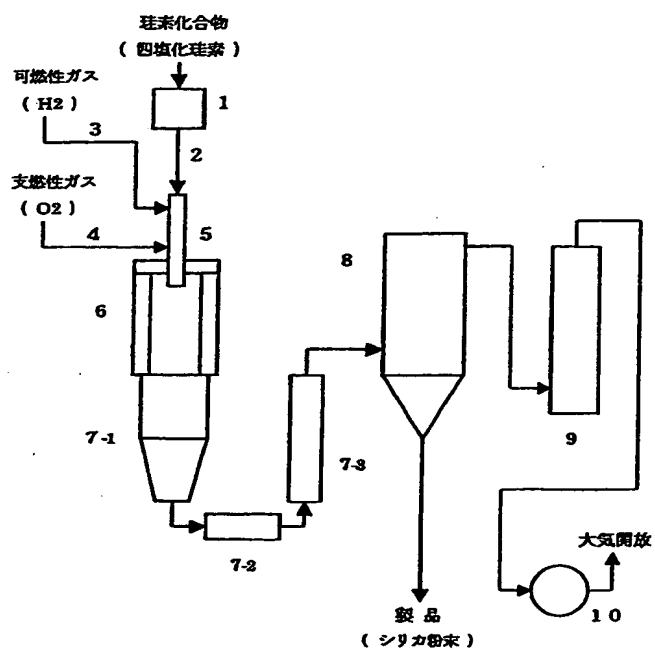 珪素化合物
( 四塩化珪素 )
可燃性ガス
( H2 )
1
3
2
支燃性ガス
( O2 )
4
5
6
8
7-1
7-3
9
7-2
大気開放
10
製 品
( シリカ粉末 )